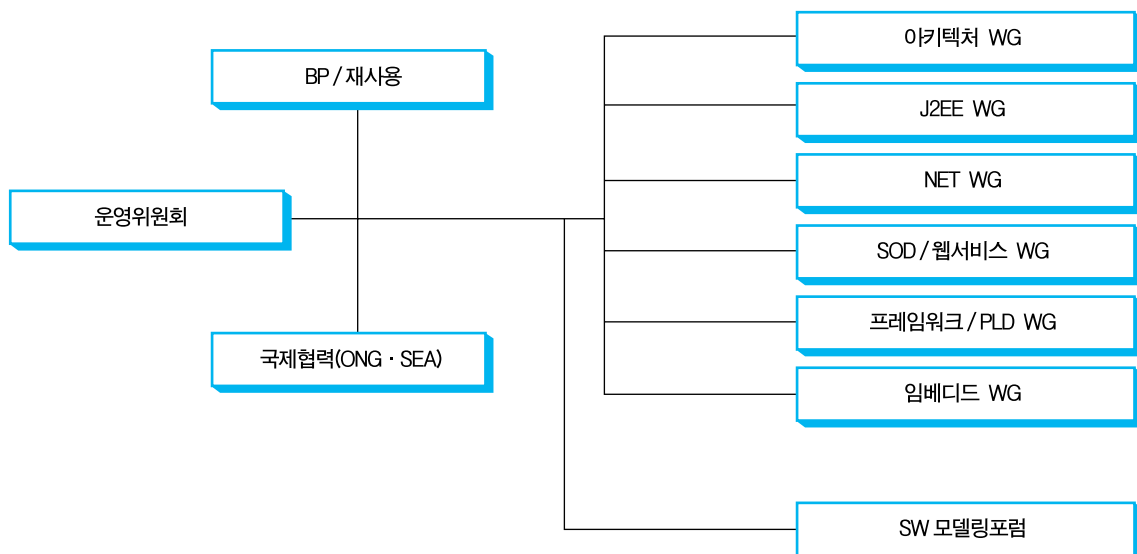 BP / 재사용
운영위원회
국제협력(ONG · SEA)
아키텍처 WG
J2EE WG
NET WG
SOD / 웹서비스 WG
프레임워크 / PLD WG
임베디드 WG
SW 모델링포럼